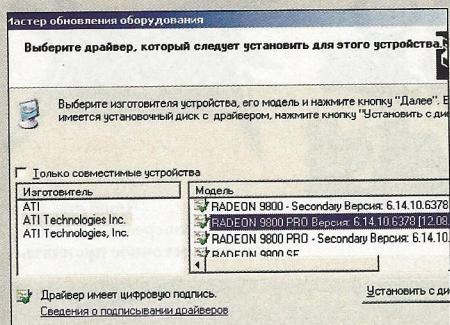 Мастер обновления оборудования
Выберите драйвер, который следует установить для этого устройства.
Выберите изготовителя устройства, его модель и нажмите кнопку "Далее". Е
имеется установочный диск с драйвером, нажмите кнопку "Установить с ди
Только совместимые устройства
Изготовитель
ATI
ATI Technologies Inc.
ATI Technologies, Inc.
Модель
RADEON 9800 - Secondary Версия: 6.14.10.6378
RADEON 9800 PRO Версия: 6.14.10.6378 [12.08.
RADEON 9800 PRO - Secondary Версия: 6.14.10.
RADEON 9800 SE
Драйвер имеет цифровую подпись.
Сведения о подписывании драйверов
Установить с ди